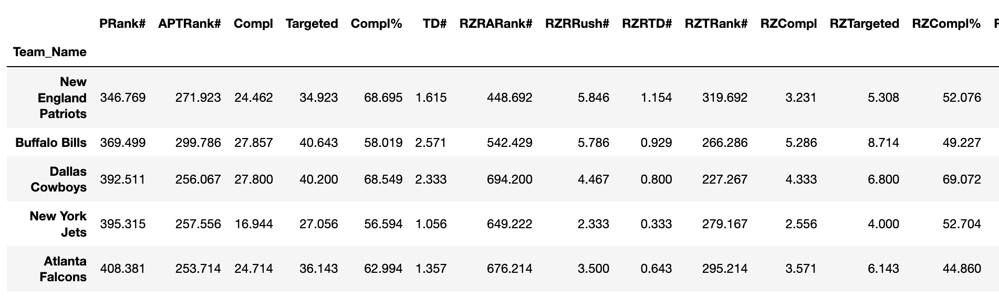 PRank# APTRank# Compl Targeted Compl% TD# RZRARank# RZRRush# RZRTD# RZTRank# RZCompl RZTargeted RZCompl%
Team_Name
New England Patriots 346.769 271.923 24.462 34.923 68.695 1.615 448.692 5.846 1.154 319.692 3.231 5.308 52.076
Buffalo Bills 369.499 299.786 27.857 40.643 58.019 2.571 542.429 5.786 0.929 266.286 5.286 8.714 49.227
Dallas Cowboys 392.511 256.067 27.800 40.200 68.549 2.333 694.200 4.467 0.800 227.267 4.333 6.800 69.072
New York Jets 395.315 257.556 16.944 27.056 56.594 1.056 649.222 2.333 0.333 279.167 2.556 4.000 52.704
Atlanta Falcons 408.381 253.714 24.714 36.143 62.994 1.357 676.214 3.500 0.643 295.214 3.571 6.143 44.860